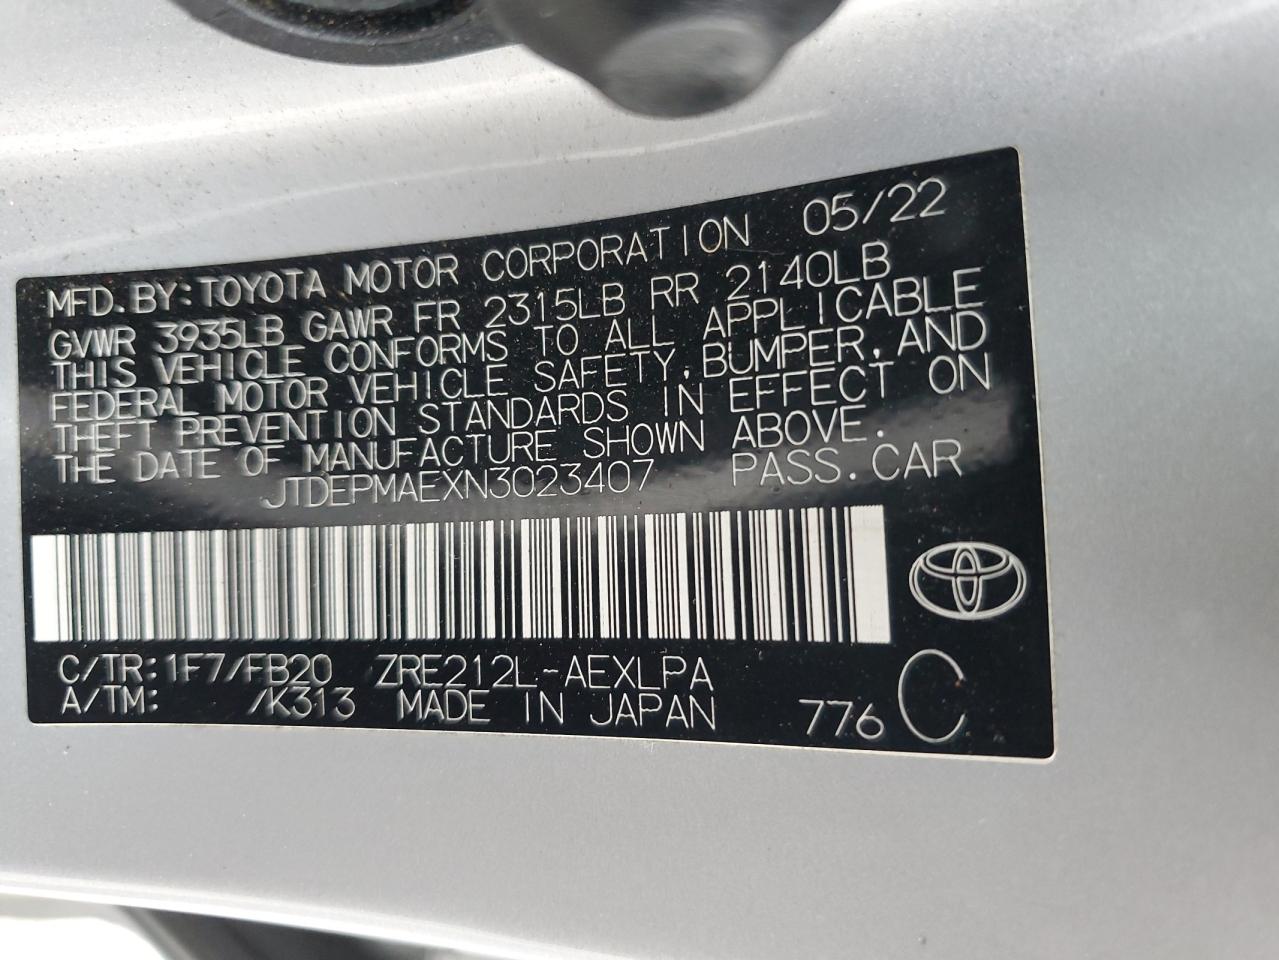 MFD.BY:TOYOTA MOTOR CORPORATION 05/22
GVWR 3935LB GAWR FR 2315LB RR 2140LB
THIS VEHICLE CONFORMS TO ALL APPLICABLE
FEDERAL MOTOR VEHICLE SAFETY,BUMPER,AND
THEFT PREVENTION STANDARDS IN EFFECT ON
THE DATE OF MANUFACTURE SHOWN ABOVE.
JTDEPMAEXN3023407 PASS.CAR
C/TR:1F7/FB20 ZRE212L-AEXLPA
A/TM: /K313 MADE IN JAPAN 776 C